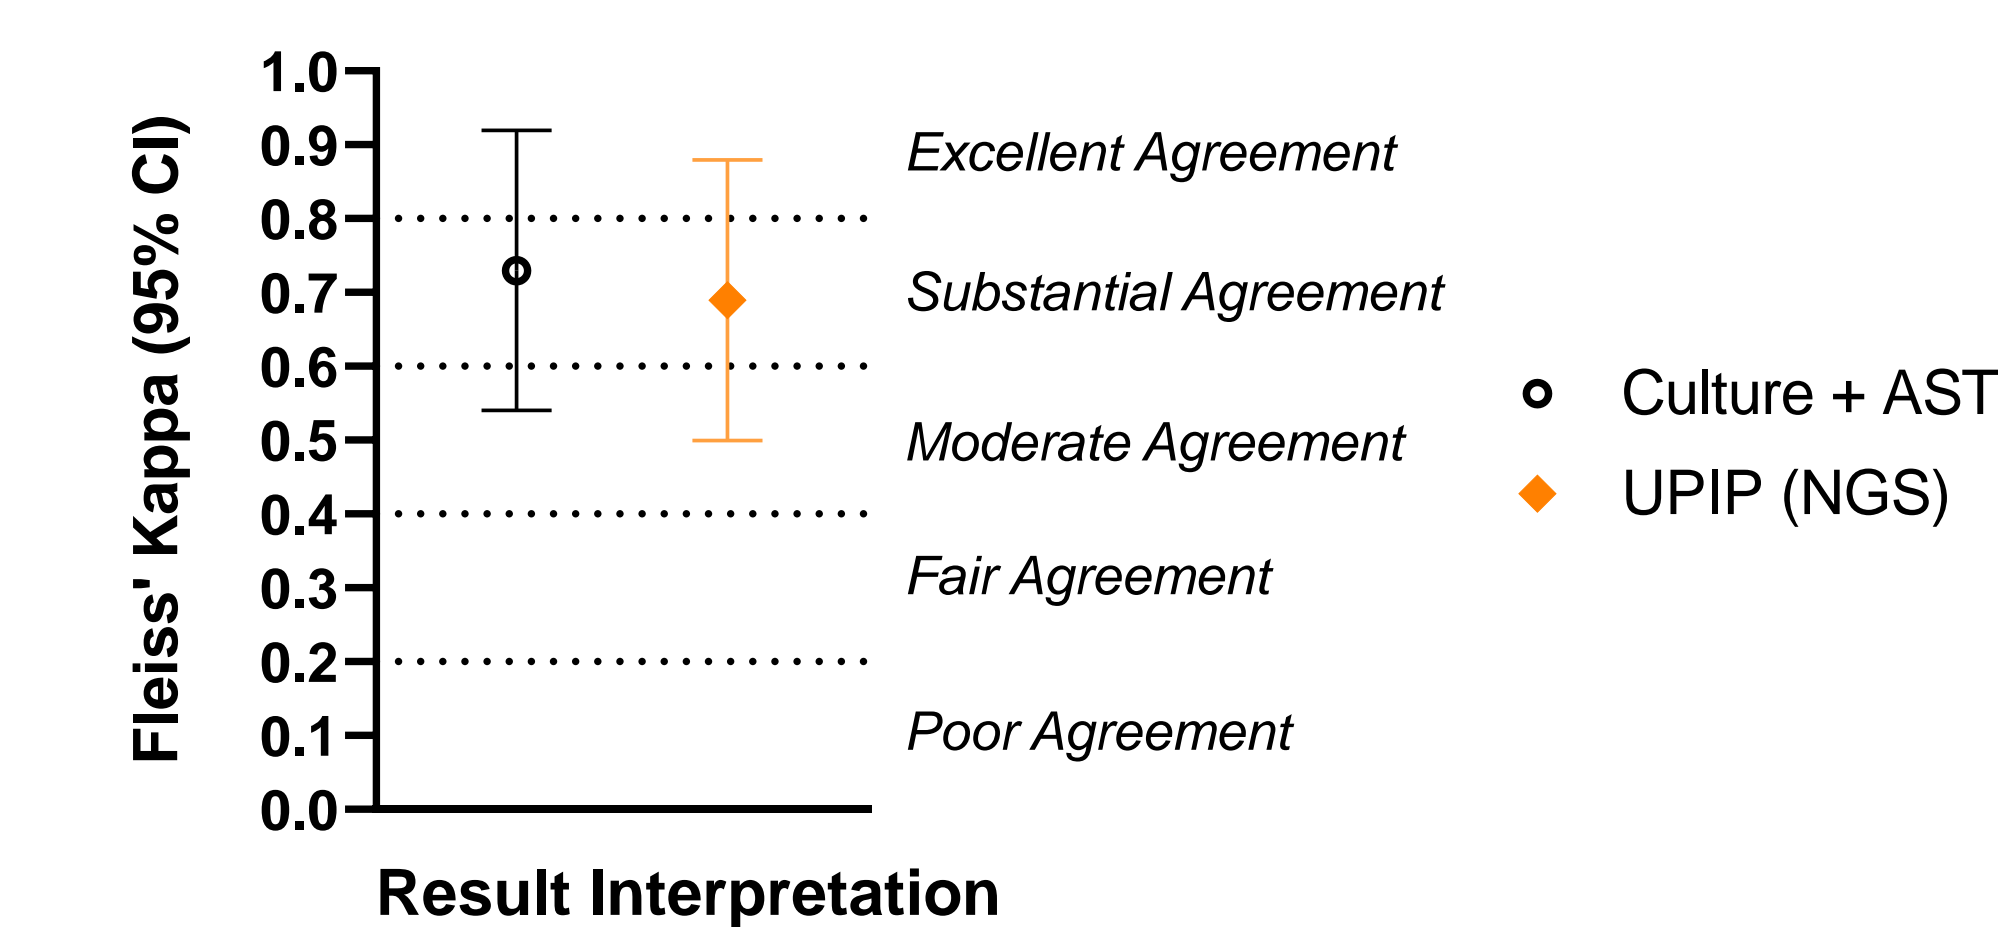 Fleiss' Kappa (95% CI)
1.0
0.9
0.8
0.7
0.6
0.5
0.4
0.3
0.2
0.1
0.0
Excellent Agreement
Substantial Agreement
Moderate Agreement
Fair Agreement
Poor Agreement
Culture + AST
UPIP (NGS)
Result Interpretation